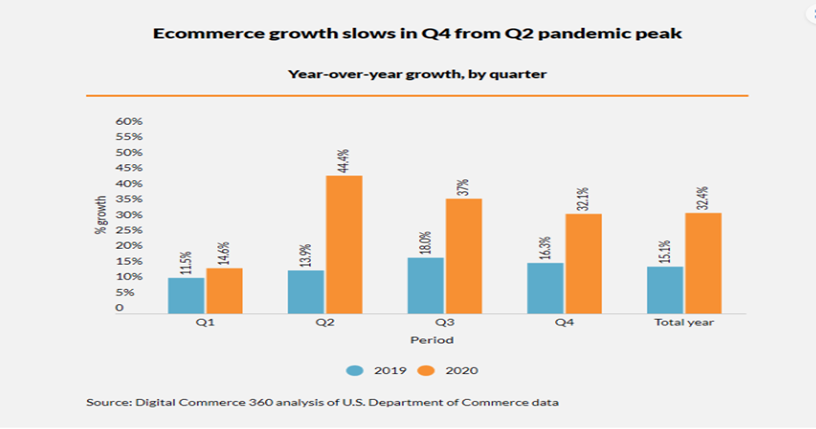 Ecommerce growth slows in Q4 from Q2 pandemic peak
Year-over-year growth, by quarter
60%
55%
50%
45%
40%
35%
30%
25%
20%
15%
10%
5%
0
% growth
11.5%
14.6%
13.9%
44.4%
18.0%
37%
16.3%
32.1%
15.1%
32.4%
Q1
Q2
Q3
Q4
Total year
Period
2019
2020
Source: Digital Commerce 360 analysis of U.S. Department of Commerce data